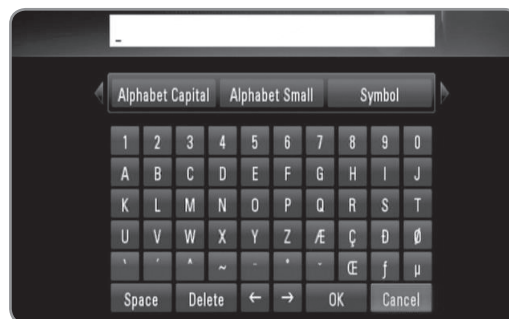 _
Alphabet Capital Alphabet Small Symbol
1 2 3 4 5 6 7 8 9 0
A B C D E F G H I J
K L M N O P Q R S T
U V W X Y Z Æ Ç Ð Ø
` ´ ^ ~ Œ ƒ µ
Space Delete ← → OK Cancel